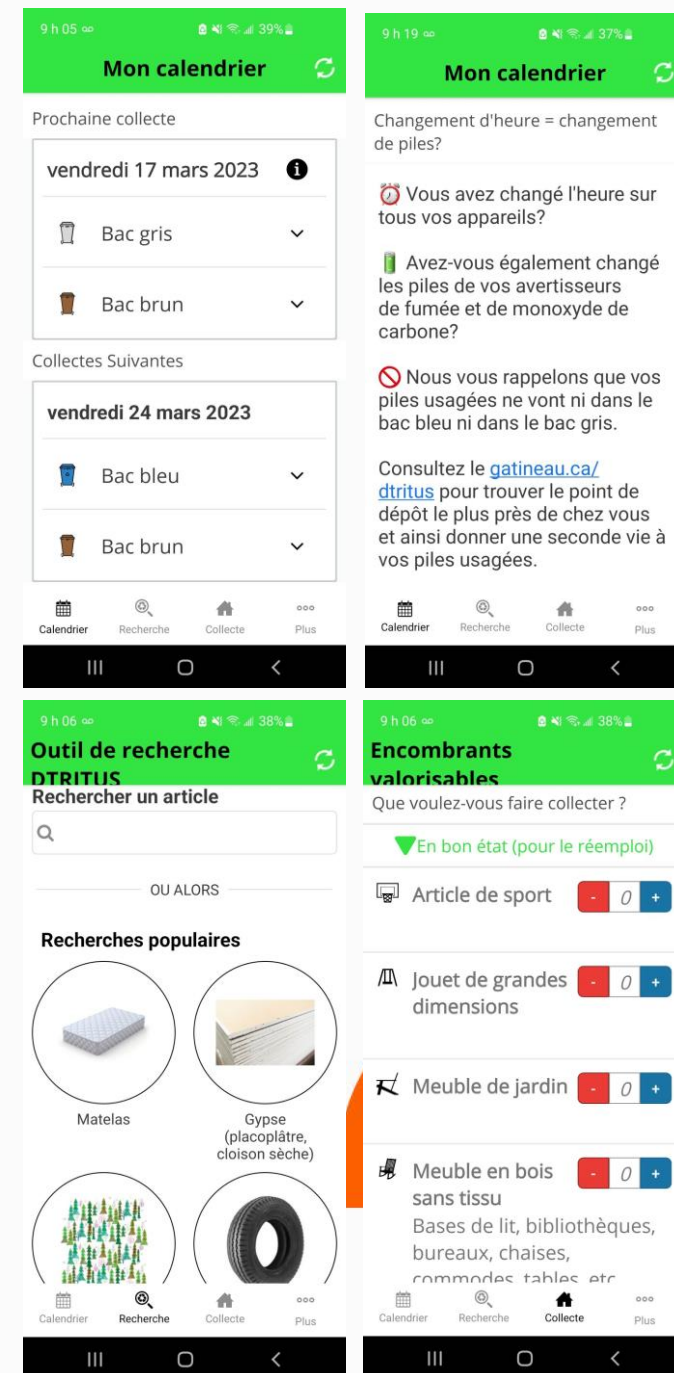 9 h 05
39%
Mon calendrier
Prochaine collecte
vendredi 17 mars 2023
Bac gris
Bac brun
Collectes Suivantes
vendredi 24 mars 2023
Bac bleu
Bac brun
Calendrier Recherche Collecte Plus
9 h 19
37%
Mon calendrier
Changement d'heure = changement
de piles?
Vous avez changé l'heure sur
tous vos appareils?
Avez-vous également changé
les piles de vos avertisseurs
de fumée et de monoxyde de
carbone?
Nous vous rappelons que vos
piles usagées ne vont ni dans le
bac bleu ni dans le bac gris.
Consultez le gatineau.ca/
dtritus pour trouver le point de
dépôt le plus près de chez vous
et ainsi donner une seconde vie à
vos piles usagées.
Calendrier Recherche Collecte Plus
9 h 06
38%
Outil de recherche
DTRITUS
Rechercher un article
OU ALORS
Recherches populaires
Matelas
Gypse
(placoplâtre,
cloison sèche)
Calendrier Recherche Collecte Plus
9 h 06
38%
Encombrants
valorisables
Que voulez-vous faire collecter ?
En bon état (pour le réemploi)
Article de sport - 0 +
Jouet de grandes - 0 +
dimensions
Meuble de jardin - 0 +
Meuble en bois - 0 +
sans tissu
Bases de lit, bibliothèques,
bureaux, chaises,
commodes, tables, etc
Calendrier Recherche Collecte Plus